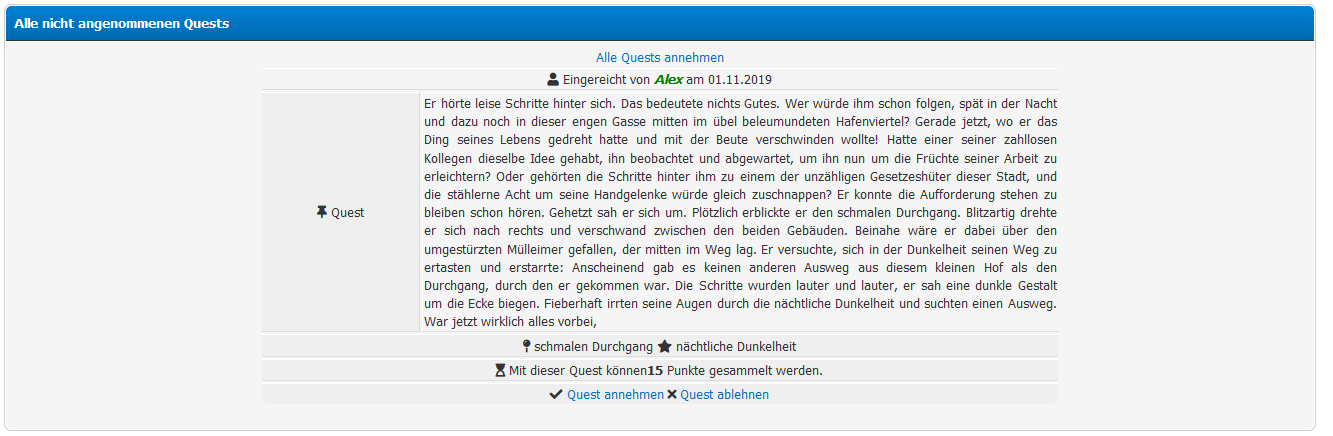 Alle nicht angenommenen Quests
Alle Quests annehmen
Eingereicht von Alex am 01.11.2019
Quest
Er hörte leise Schritte hinter sich. Das bedeutete nichts Gutes. Wer würde ihm schon folgen, spät in der Nacht
und dazu noch in dieser engen Gasse mitten im übel beleumundeten Hafenviertel? Gerade jetzt, wo er das
Ding seines Lebens gedreht hatte und mit der Beute verschwinden wollte! Hatte einer seiner zahllosen
Kollegen dieselbe Idee gehabt, ihn beobachtet und abgewartet, um ihn nun um die Früchte seiner Arbeit zu
erleichtern? Oder gehörten die Schritte hinter ihm zu einem der unzähligen Gesetzeshüter dieser Stadt, und
die stählerne Acht um seine Handgelenke würde gleich zuschnappen? Er konnte die Aufforderung stehen zu
bleiben schon hören. Gehetzt sah er sich um. Plötzlich erblickte er den schmalen Durchgang. Blitzartig drehte
er sich nach rechts und verschwand zwischen den beiden Gebäuden. Beinahe wäre er dabei über den
umgestürzten Mülleimer gefallen, der mitten im Weg lag. Er versuchte, sich in der Dunkelheit seinen Weg zu
ertasten und erstarrte: Anscheinend gab es keinen anderen Ausweg aus diesem kleinen Hof als den
Durchgang, durch den er gekommen war. Die Schritte wurden lauter und lauter, er sah eine dunkle Gestalt
um die Ecke biegen. Fieberhaft irrten seine Augen durch die nächtliche Dunkelheit und suchten einen Ausweg.
War jetzt wirklich alles vorbei,
schmalen Durchgang nächtliche Dunkelheit
Mit dieser Quest können15 Punkte gesammelt werden.
Quest annehmen Quest ablehnen